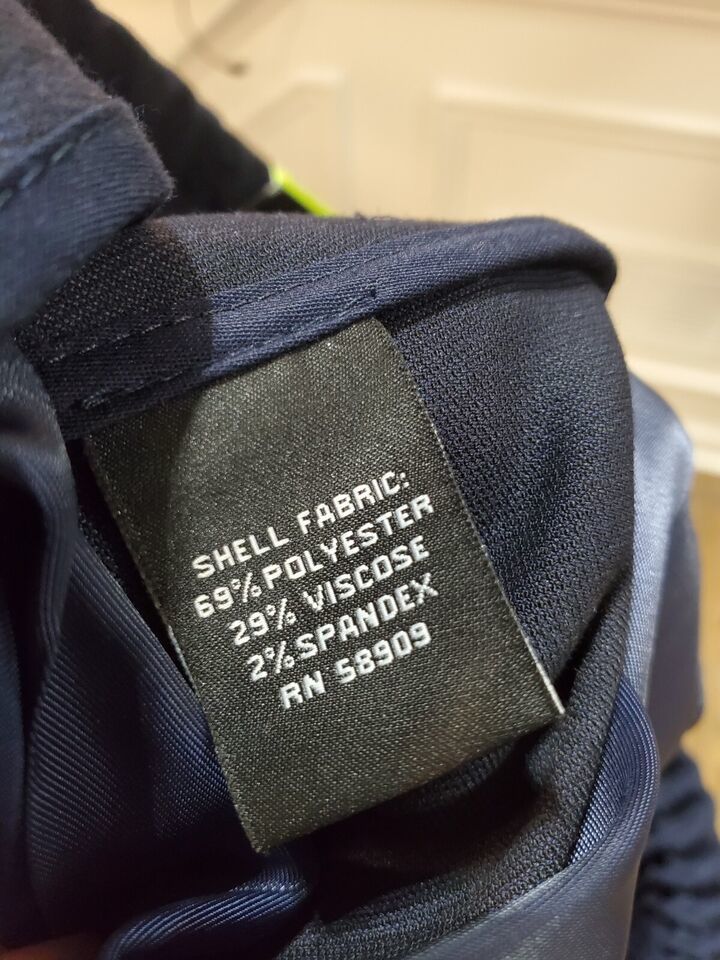 SHELL FABRIC:
69% POLYESTER
29% VISCOSE
2% SPANDEX
RN 58909